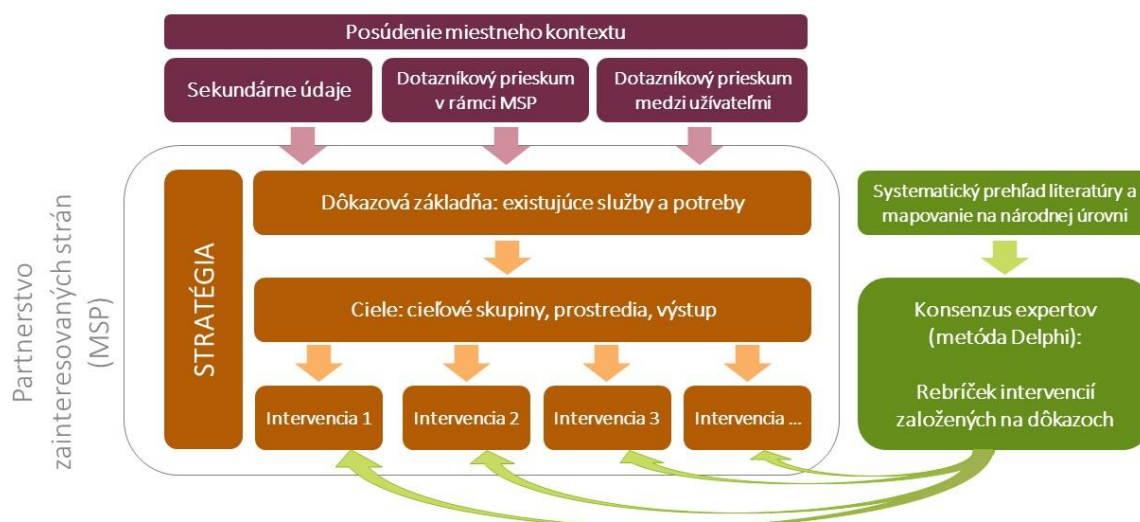 Posúdenie miestneho kontextu
Sekundárne údaje
Dotazníkový prieskum
v rámci MSP
Dotazníkový prieskum
medzi užívateľmi
Partnerstvo
zainteresovaných strán
(MSP)
STRATÉGIA
Dôkazová základňa: existujúce služby a potreby
Ciele: cieľové skupiny, prostredia, výstup
Intervencia 1
Intervencia 2
Intervencia 3
Intervencia ...
Systematický prehľad literatúry a
mapovanie na národnej úrovni
Konsenzus expertov
(metóda Delphi):
Rebríček intervencií
založených na dôkazoch